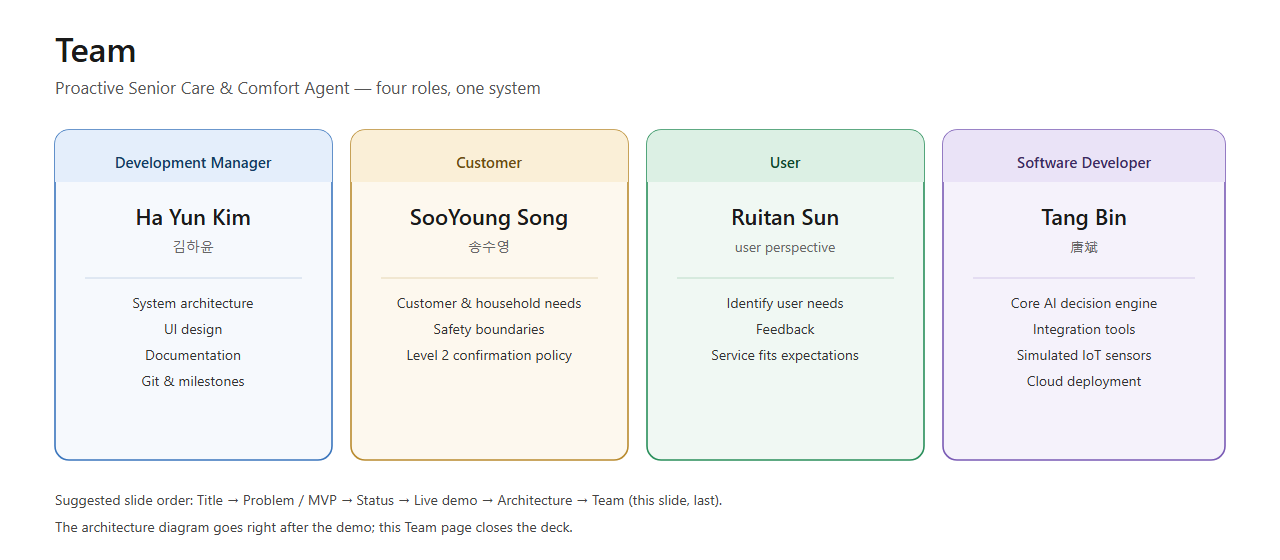 Team
Proactive Senior Care & Comfort Agent — four roles, one system
Development Manager
Ha Yun Kim
김하윤
System architecture
UI design
Documentation
Git & milestones
Customer
SooYoung Song
송수영
Customer & household needs
Safety boundaries
Level 2 confirmation policy
User
Ruitan Sun
user perspective
Identify user needs
Feedback
Service fits expectations
Software Developer
Tang Bin
唐斌
Core AI decision engine
Integration tools
Simulated IoT sensors
Cloud deployment
Suggested slide order: Title → Problem / MVP → Status → Live demo → Architecture → Team (this slide, last).
The architecture diagram goes right after the demo; this Team page closes the deck.